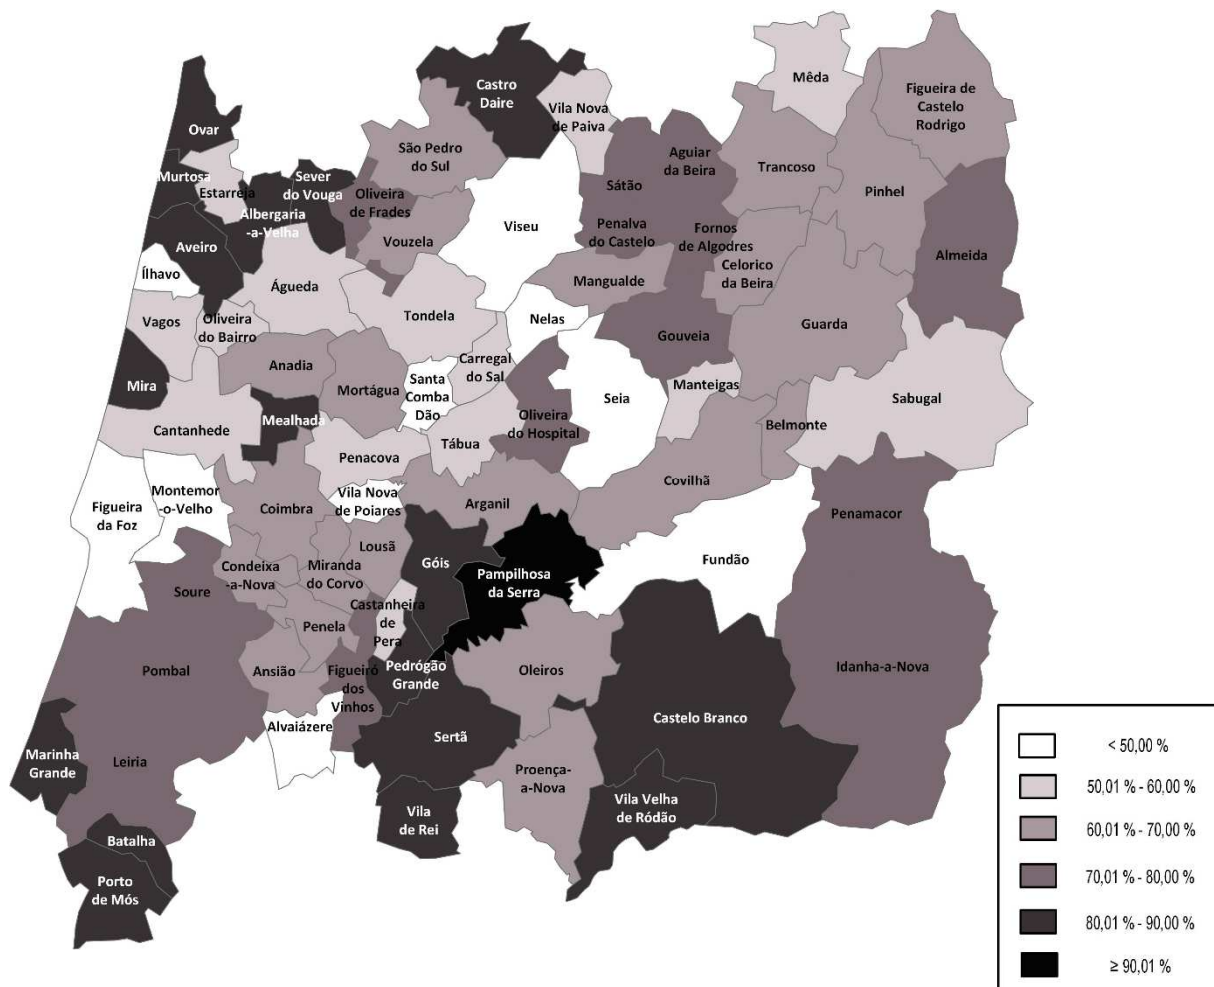 Mêda
Figueira de
Castelo
Rodrigo
Castro
Daire
Vila Nova
de Paiva
Ovar
São Pedro
do Sul
Aguiar
da Beira
Trancoso
Murtosa
Estarreja
Sever
do Vouga
Oliveira
de Frades
Sátão
Pinhel
Albergaria
-a-Velha
Viseu
Penalva
do Castelo
Fornos
de Algodres
Aveiro
Vouzela
Almeida
Ílhavo
Celorico
da Beira
Mangualde
Águeda
Tondela
Nelas
Guarda
Vagos
Oliveira
do Bairro
Gouveia
Anadia
Carregal
do Sal
Mira
Mortágua
Santa
Comba
Dão
Manteigas
Seia
Sabugal
Mealhada
Oliveira
do Hospital
Belmonte
Cantanhede
Tábua
Penacova
Covilhã
Montemor
-o-Velho
Vila Nova
de Poiares
Arganil
Figueira
da Foz
Coimbra
Penamacor
Lousã
Fundão
Condeixa
-a-Nova
Miranda
do Corvo
Góis
Pampilhosa
da Serra
Soure
Castanheira
de
Pera
Penela
Pombal
Ansião
Figueiró
dos
Vinhos
Pedrógão
Grande
Oleiros
Idanha-a-Nova
Castelo Branco
Alvaiázere
Sertã
Marinha
Grande
Leiria
Proença-
a-Nova
Vila
de Rei
Vila Velha
de Ródão
Batalha
Porto
de Mós
< 50,00 %
50,01 % - 60,00 %
60,01 % - 70,00 %
70,01 % - 80,00 %
80,01 % - 90,00 %
≥ 90,01 %